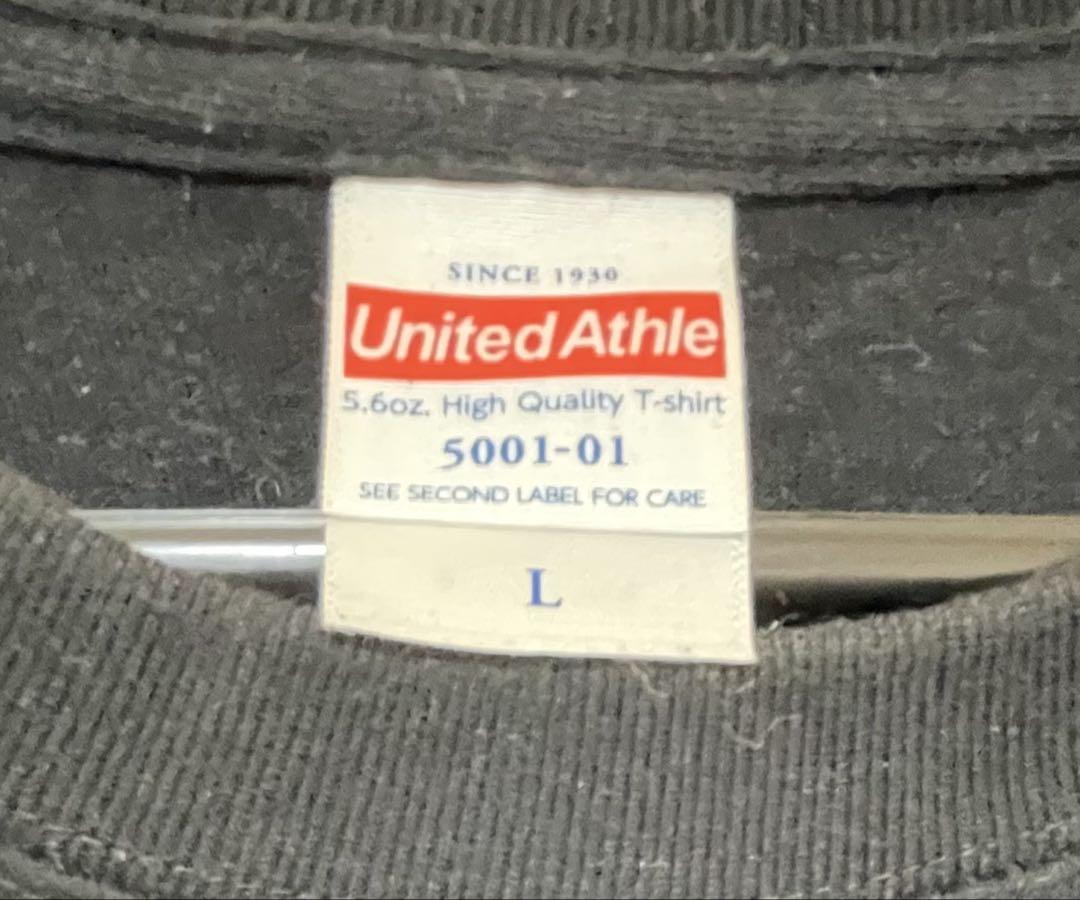 SINCE 1930
United Athle
5.6oz. High Quality T-shirt
5001-01
SEE SECOND LABEL FOR CARE
L